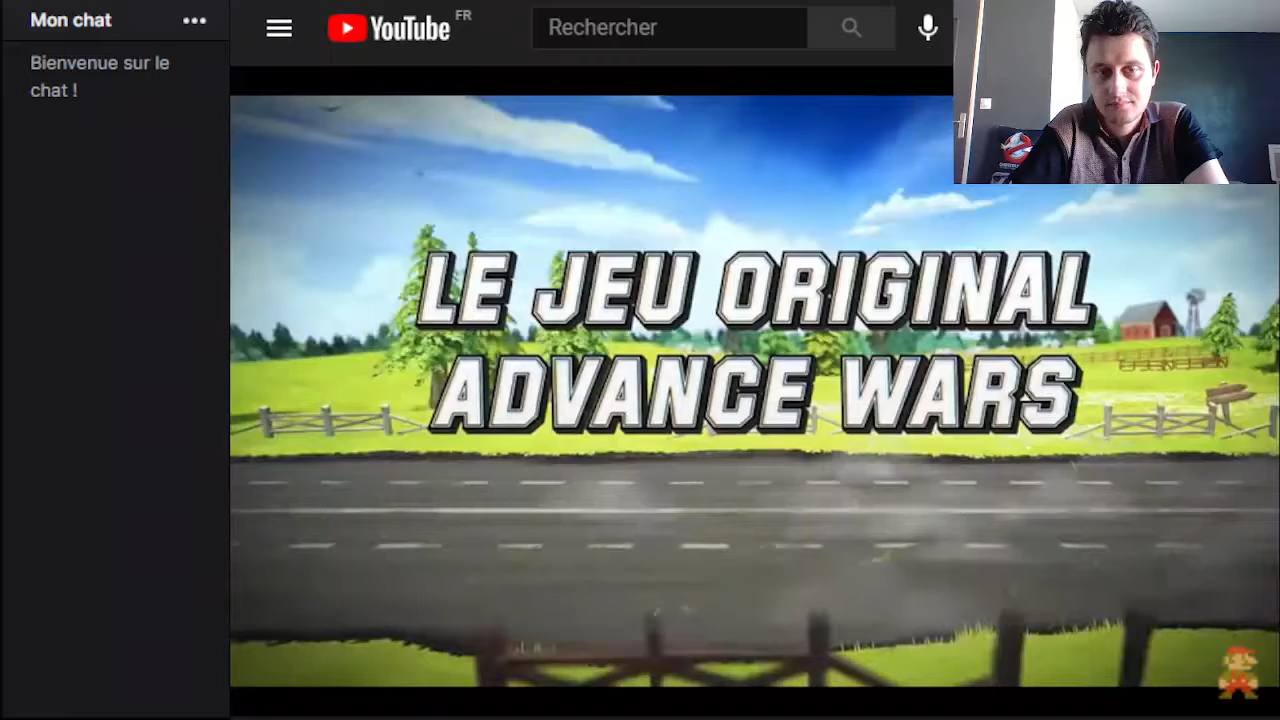 Mon chat
Bienvenue sur le
chat !
YouTube FR
Rechercher
LE JEU ORIGINAL
ADVANCE WARS